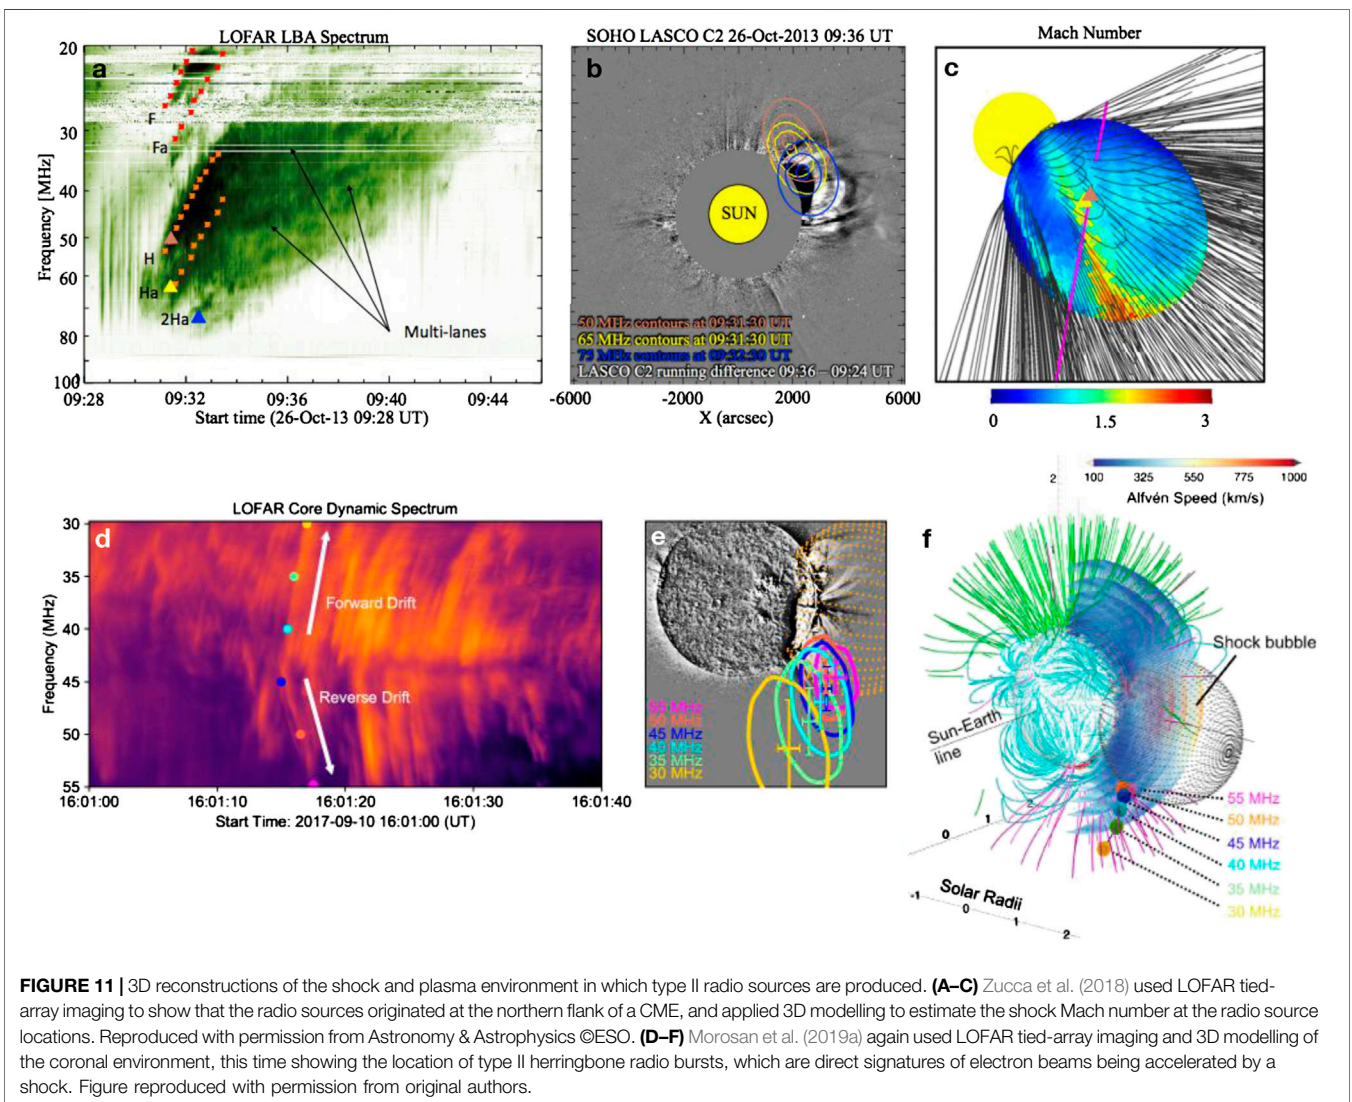 LOFAR LBA Spectrum
a
20
30
40
50
60
80
100
Frequency [MHz]
F
Fa
H
Ha
2Ha
Multi-lanes
09:28
09:32
09:36
09:40
09:44
Start time (26-Oct-13 09:28 UT)
SOHO LASCO C2 26-Oct-2013 09:36 UT
b
SUN
50 MHz contours at 09:31:30 UT
65 MHz contours at 09:31:30 UT
75 MHz contours at 09:32:30 UT
LASCO C2 running difference 09:36 – 09:24 UT
-6000
-2000
2000
6000
X (arcsec)
Mach Number
c
0
1.5
3
LOFAR Core Dynamic Spectrum
d
30
35
40
45
50
55
Frequency (MHz)
Forward Drift
Reverse Drift
16:01:00
16:01:10
16:01:20
16:01:30
16:01:40
Start Time: 2017-09-10 16:01:00 (UT)
e
55 MHz
50 MHz
45 MHz
40 MHz
35 MHz
30 MHz
f
100
325
550
775
1000
Alfvén Speed (km/s)
2
1
Shock bubble
Sun-Earth
line
2
1
0
55 MHz
50 MHz
45 MHz
40 MHz
35 MHz
30 MHz
Solar Radii
-1
0
1
2
FIGURE 11 | 3D reconstructions of the shock and plasma environment in which type II radio sources are produced. (A–C) Zucca et al. (2018) used LOFAR tied-
array imaging to show that the radio sources originated at the northern flank of a CME, and applied 3D modelling to estimate the shock Mach number at the radio source
locations. Reproduced with permission from Astronomy & Astrophysics ©ESO. (D–F) Morosan et al. (2019a) again used LOFAR tied-array imaging and 3D modelling of
the coronal environment, this time showing the location of type II herringbone radio bursts, which are direct signatures of electron beams being accelerated by a
shock. Figure reproduced with permission from original authors.